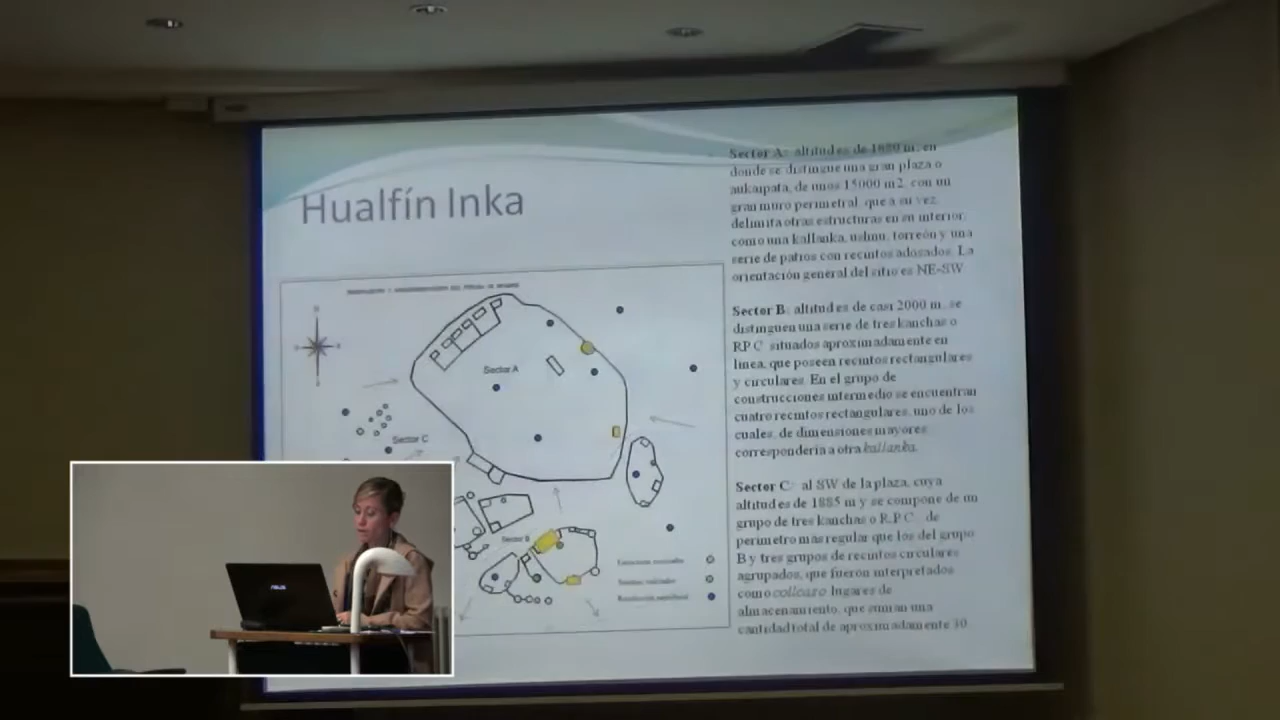 Hualfín Inka
Sector A: altitud es de 1880 m, en
donde se distingue una gran plaza o
aukaipata, de unos 15000 m2, con un
gran muro perimetral, que a su vez,
delimita otras estructuras en su interior,
como una kallanka, ushnu, torreón y una
serie de patios con recintos adosados. La
orientación general del sitio es NE-SW
Sector B: altitud es de casi 2000 m, se
distinguen una serie de tres kanchas o
RPC situados aproximadamente en
línea, que poseen recintos rectangulares
y circulares. En el grupo de
construcciones intermedio se encuentran
cuatro recintos rectangulares, uno de los
cuales, de dimensiones mayores
correspondería a otra kallanka.
Sector C: al SW de la plaza, cuya
altitud es de 1885 m y se compone de un
grupo de tres kanchas o R.P.C. de
perímetro más regular que los del grupo
B y tres grupos de recintos circulares
agrupados, que fueron interpretados
como collcas o lugares de
almacenamiento, que suman una
cantidad total de aproximadamente 30.
Sector A
Sector C
Sector B
ASUS